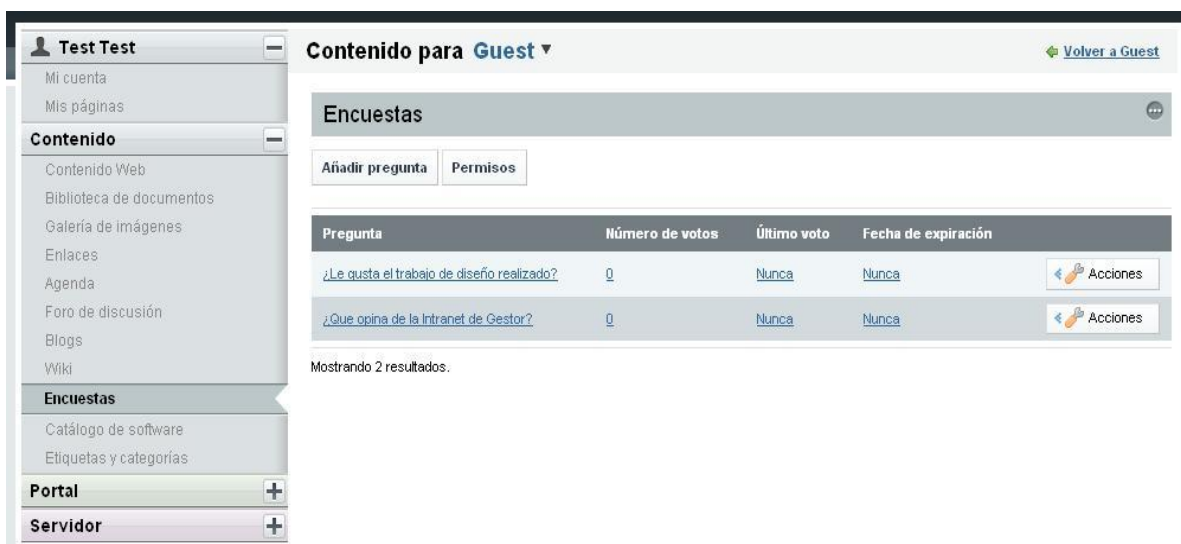 Test Test
Mi cuenta
Mis páginas
Contenido
Contenido Web
Biblioteca de documentos
Galería de imágenes
Enlaces
Agenda
Foro de discusión
Blogs
Wiki
Encuestas
Catálogo de software
Etiquetas y categorías
Portal
Servidor
Contenido para Guest
Volver a Guest
Encuestas
Añadir pregunta Permisos
Pregunta Número de votos Último voto Fecha de expiración
¿Le gusta el trabajo de diseño realizado? 0 Nunca Nunca Acciones
¿Que opina de la Intranet de Gestor? 0 Nunca Nunca Acciones
Mostrando 2 resultados.